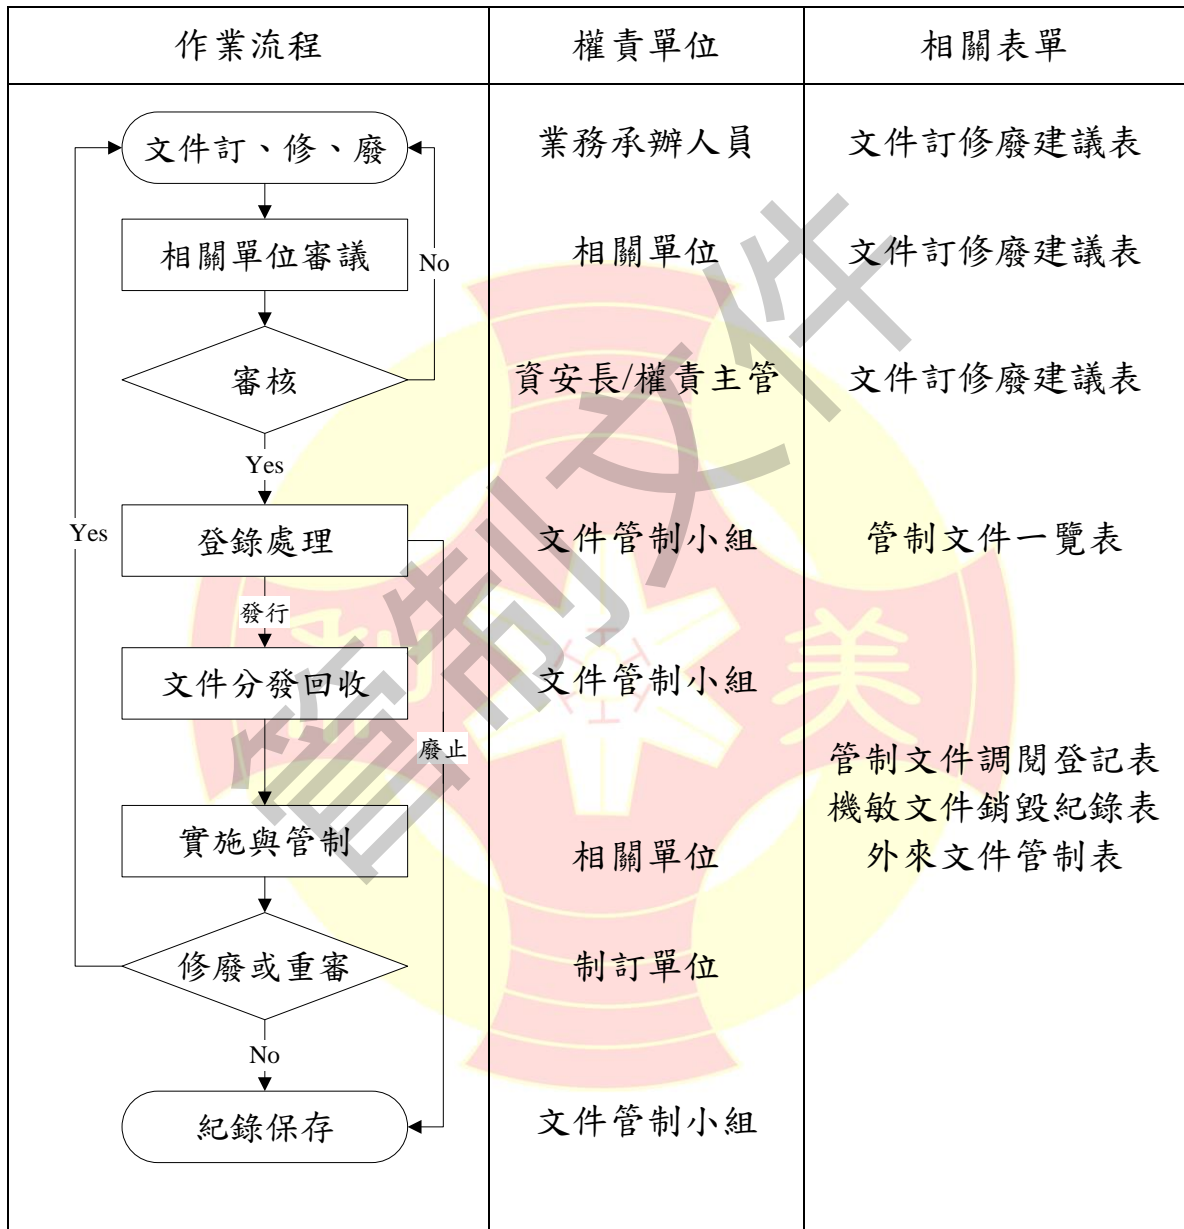 作業流程 權責單位 相關表單
文件訂、修、廢 業務承辦人員 文件訂修廢建議表
相關單位審議 No 相關單位 文件訂修廢建議表
審核 資安長/權責主管 文件訂修廢建議表
Yes
Yes 登錄處理 文件管制小組 管制文件一覽表
發行
文件分發回收 文件管制小組
廢止 管制文件調閱登記表
機敏文件銷毀紀錄表
實施與管制 相關單位 外來文件管制表
修廢或重審 制訂單位
No
紀錄保存 文件管制小組
管制文件
美